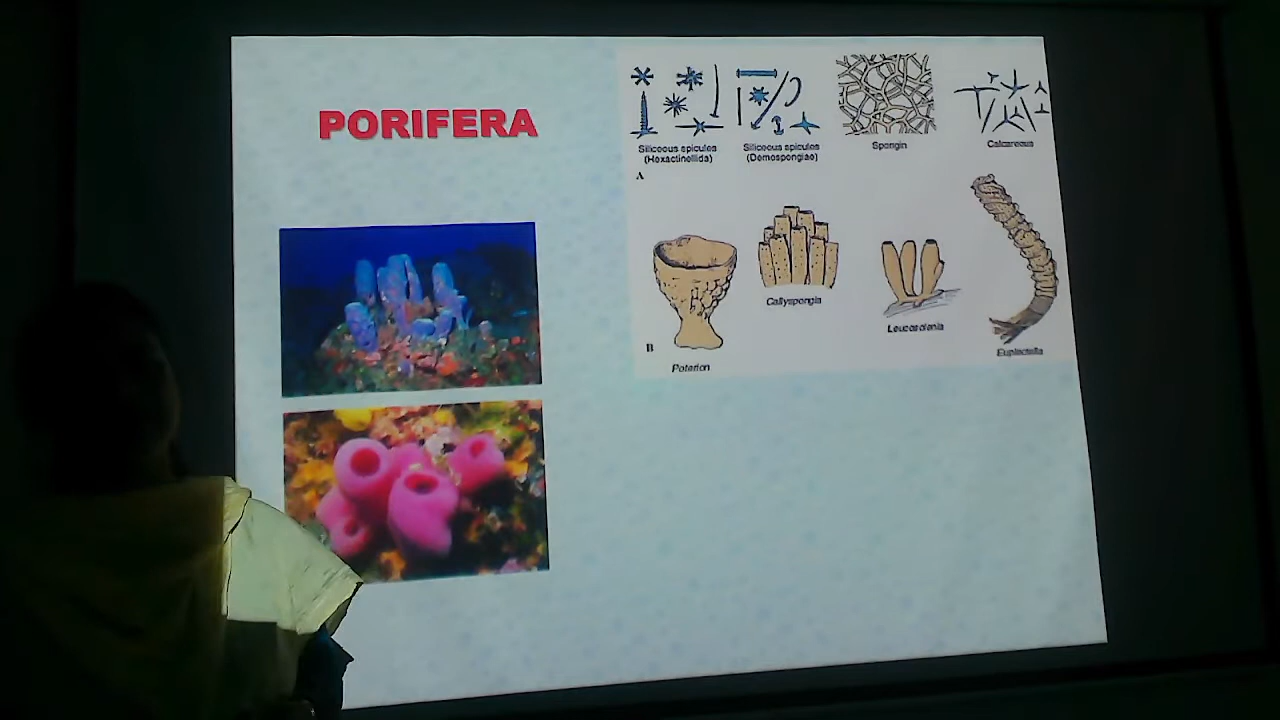 PORIFERA
Siliceous spicules
(Hexactinellida)
Siliceous spicules
(Demospongiae)
Spongin
Calcareous
A
B
Poterion
Callyspongia
Leucosolenia
Euplectella